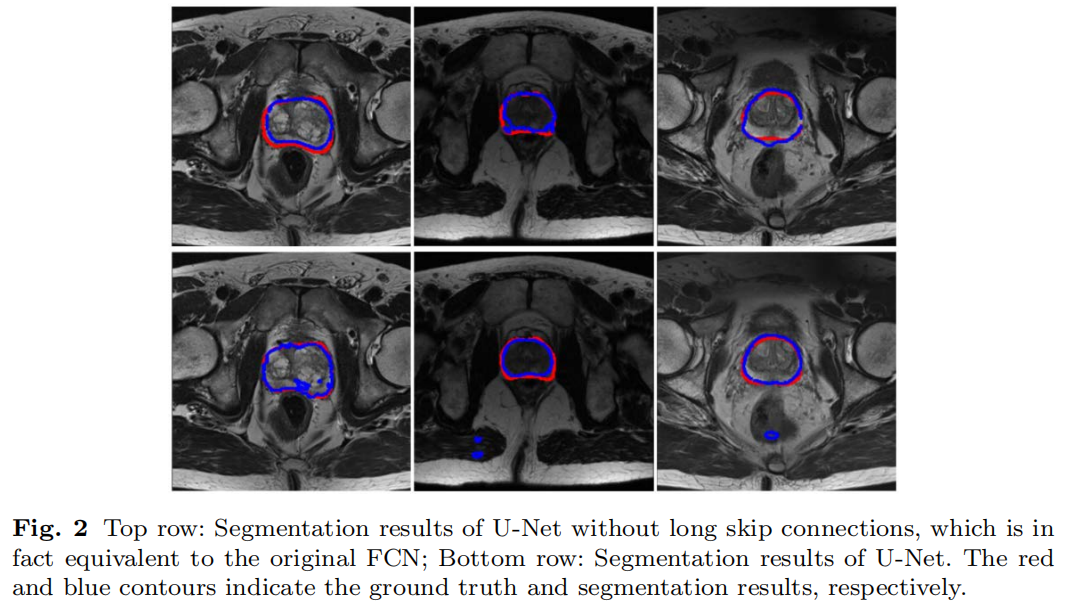 Fig. 2 Top row: Segmentation results of U-Net without long skip connections, which is in
fact equivalent to the original FCN; Bottom row: Segmentation results of U-Net. The red
and blue contours indicate the ground truth and segmentation results, respectively.